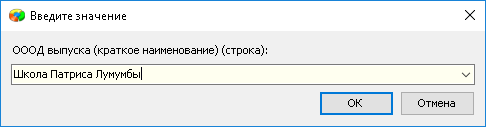 Введите значение
ОООД выпуска (краткое наименование) (строка):
Школа Патриса Лумумбы
ОК
Отмена